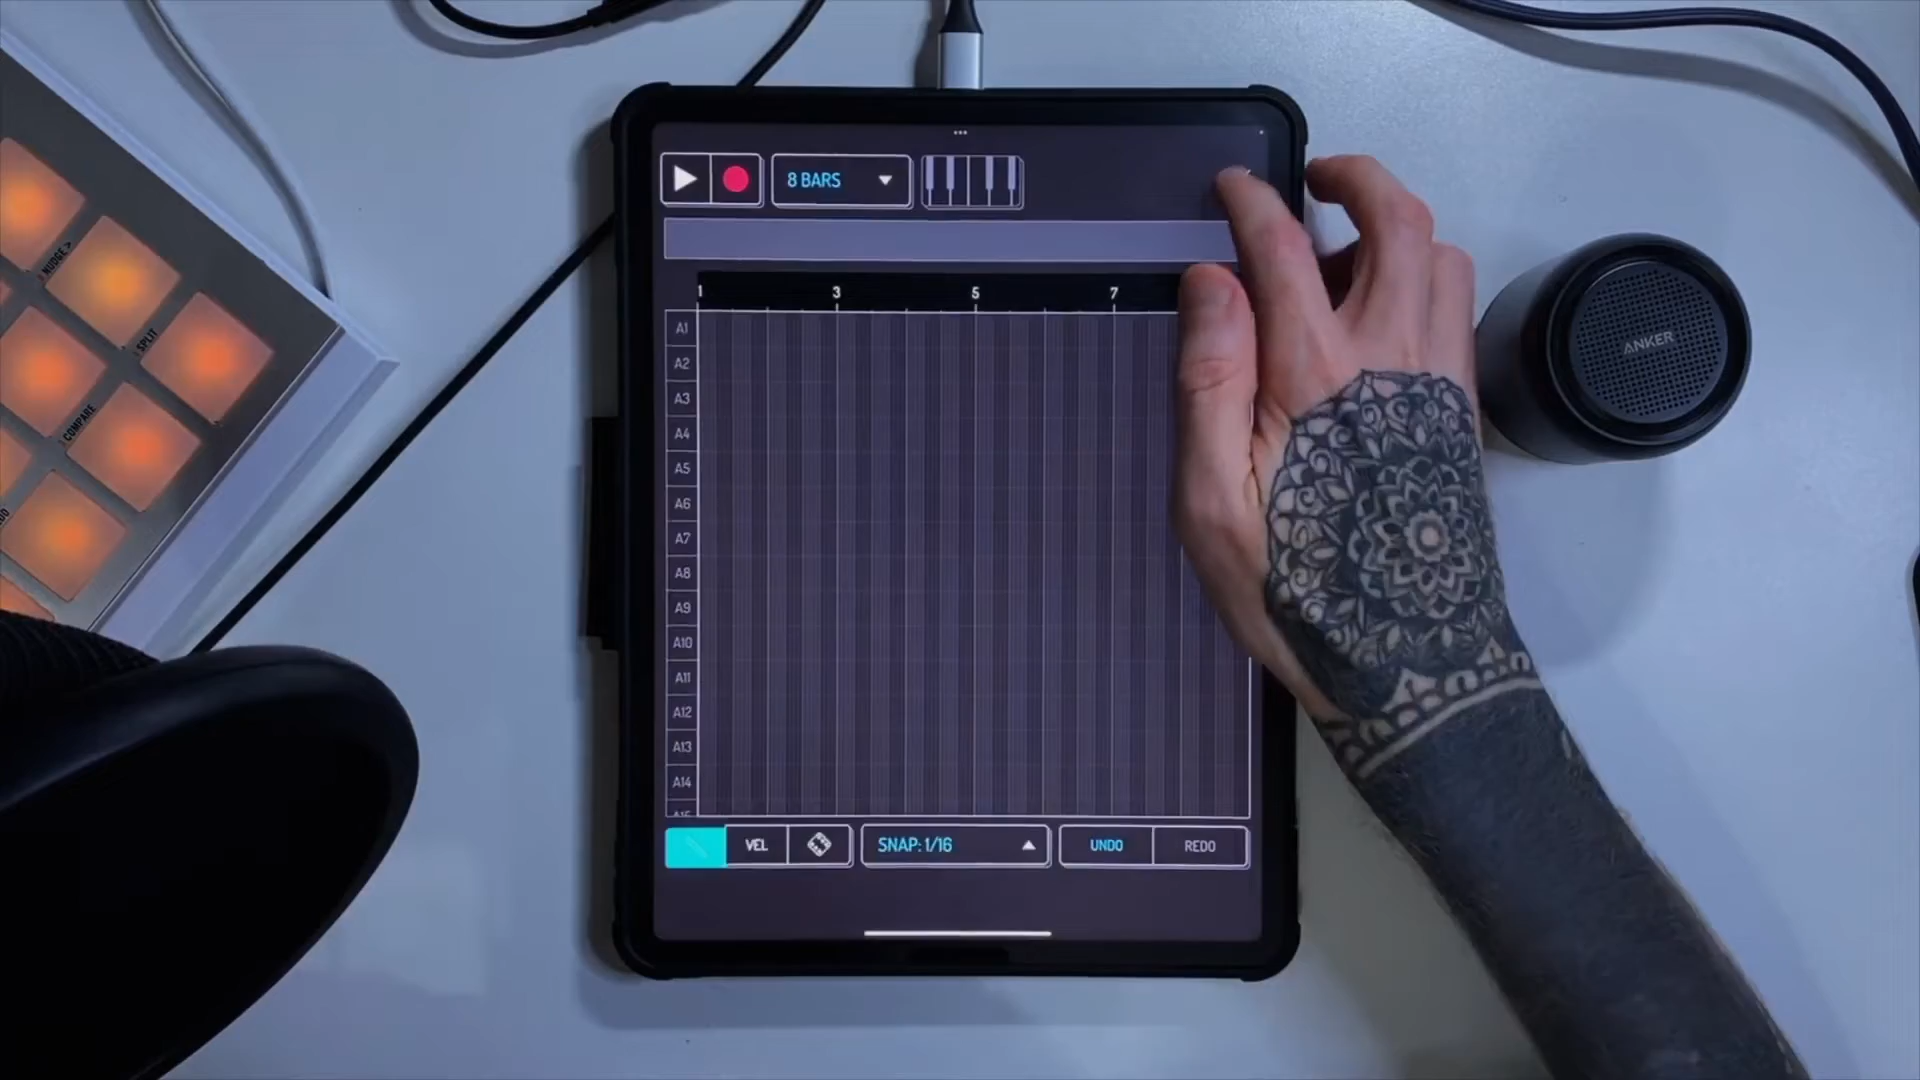 8 BARS
1 3 5 7
A1
A2
A3
A4
A5
A6
A7
A8
A9
A10
A11
A12
A13
A14
A15
VEL
SNAP: 1/16
UNDO
REDO
NUDGE >
SPLIT
COMPARE
ANKER